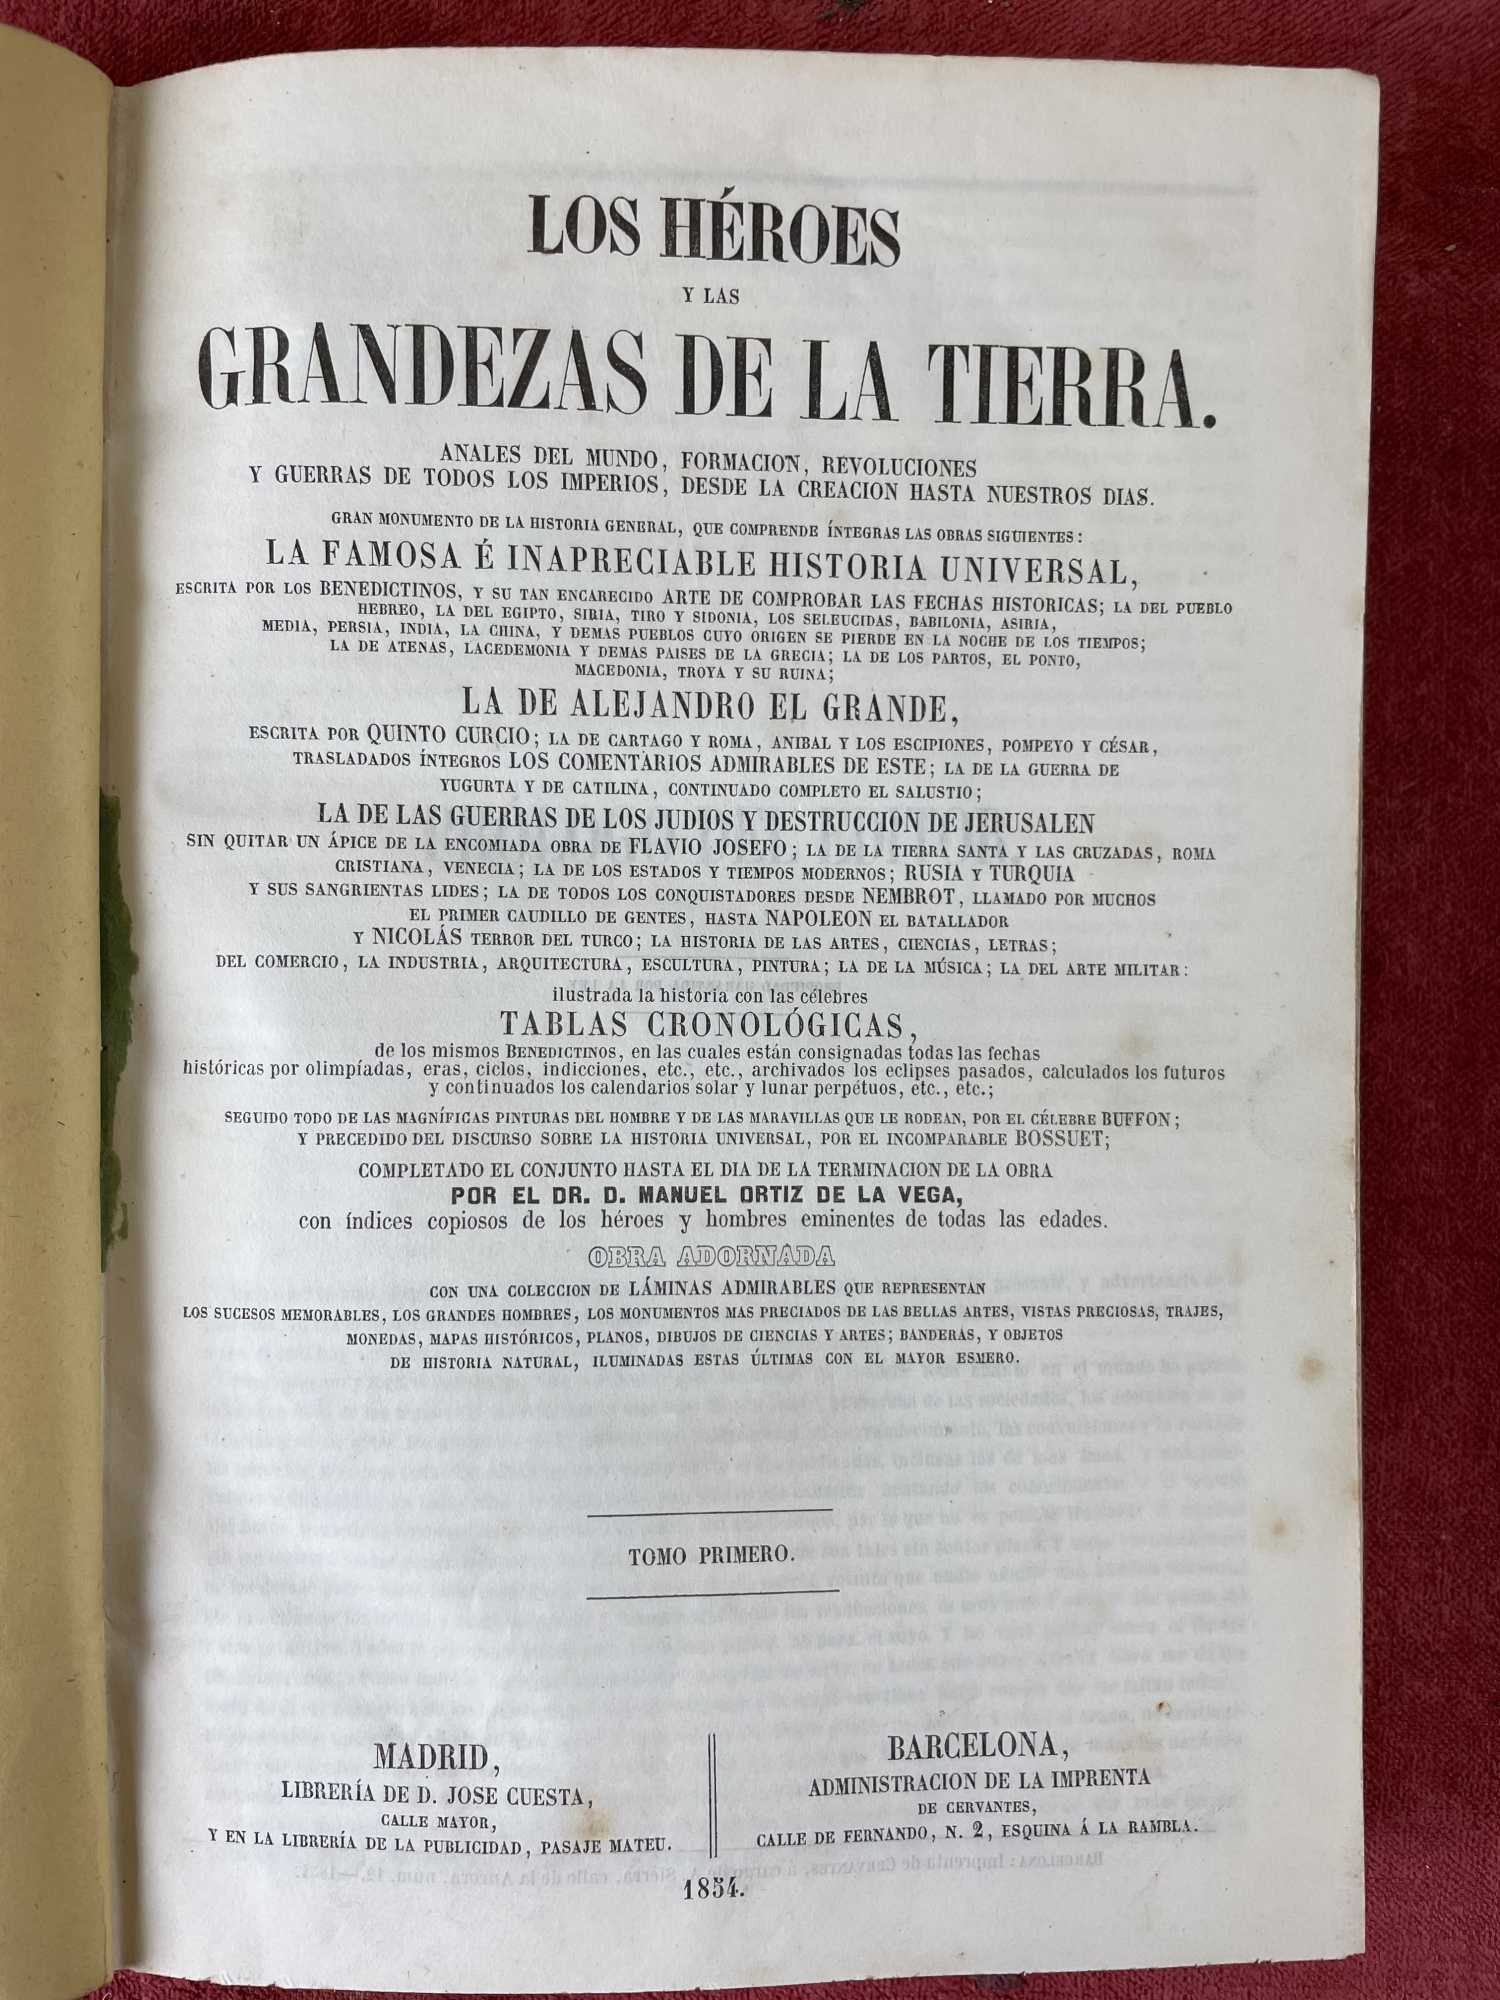 LOS HÉROES
Y LAS
GRANDEZAS DE LA TIERRA.
ANALES DEL MUNDO, FORMACION, REVOLUCIONES
Y GUERRAS DE TODOS LOS IMPERIOS, DESDE LA CREACION HASTA NUESTROS DIAS.
GRAN MONUMENTO DE LA HISTORIA GENERAL, QUE COMPRENDE ÍNTEGRAS LAS OBRAS SIGUIENTES:
LA FAMOSA É INAPRECIABLE HISTORIA UNIVERSAL,
ESCRITA POR LOS BENEDICTINOS, Y SU TAN ENCARECIDO ARTE DE COMPROBAR LAS FECHAS HISTORICAS; LA DEL PUEBLO
HEBREO, LA DEL EGIPTO, SIRIA, TIRO Y SIDONIA, LOS SELEUCIDAS, BABILONIA, ASIRIA,
MEDIA, PERSIA, INDIA, LA CHINA, Y DEMAS PUEBLOS CUYO ORIGEN SE PIERDE EN LA NOCHE DE LOS TIEMPOS;
LA DE ATENAS, LACEDEMONIA Y DEMAS PAISES DE LA GRECIA; LA DE LOS PARTOS, EL PONTO,
MACEDONIA, TROYA Y SU RUINA;
LA DE ALEJANDRO EL GRANDE,
ESCRITA POR QUINTO CURCIO; LA DE CARTAGO Y ROMA, ANIBAL Y LOS ESCIPIONES, POMPEYO Y CÉSAR,
TRASLADADOS ÍNTEGROS LOS COMENTARIOS ADMIRABLES DE ESTE; LA DE LA GUERRA DE
YUGURTA Y DE CATILINA, CONTINUADO COMPLETO EL SALUSTIO;
LA DE LAS GUERRAS DE LOS JUDIOS Y DESTRUCCION DE JERUSALEN
SIN QUITAR UN ÁPICE DE LA ENCOMIADA OBRA DE FLAVIO JOSEFO; LA DE LA TIERRA SANTA Y LAS CRUZADAS, ROMA
CRISTIANA, VENECIA; LA DE LOS ESTADOS Y TIEMPOS MODERNOS; RUSIA Y TURQUIA
Y SUS SANGRIENTAS LIDES; LA DE TODOS LOS CONQUISTADORES DESDE NEMBROT, LLAMADO POR MUCHOS
EL PRIMER CAUDILLO DE GENTES, HASTA NAPOLEON EL BATALLADOR
Y NICOLÁS TERROR DEL TURCO; LA HISTORIA DE LAS ARTES, CIENCIAS, LETRAS;
DEL COMERCIO, LA INDUSTRIA, ARQUITECTURA, ESCULTURA, PINTURA; LA DE LA MÚSICA; LA DEL ARTE MILITAR:
ilustrada la historia con las célebres
TABLAS CRONOLÓGICAS,
de los mismos BENEDICTINOS, en las cuales están consignadas todas las fechas
históricas por olimpíadas, eras, ciclos, indicciones, etc., etc., archivados los eclipses pasados, calculados los futuros
y continuados los calendarios solar y lunar perpétuos, etc., etc.;
SEGUIDO TODO DE LAS MAGNÍFICAS PINTURAS DEL HOMBRE Y DE LAS MARAVILLAS QUE LE RODEAN, POR EL CÉLEBRE BUFFON;
Y PRECEDIDO DEL DISCURSO SOBRE LA HISTORIA UNIVERSAL, POR EL INCOMPARABLE BOSSUET;
COMPLETADO EL CONJUNTO HASTA EL DIA DE LA TERMINACION DE LA OBRA
POR EL DR. D. MANUEL ORTIZ DE LA VEGA,
con índices copiosos de los héroes y hombres eminentes de todas las edades.
OBRA ADORNADA
CON UNA COLECCION DE LÁMINAS ADMIRABLES QUE REPRESENTAN
LOS SUCESOS MEMORABLES, LOS GRANDES HOMBRES, LOS MONUMENTOS MAS PRECIADOS DE LAS BELLAS ARTES, VISTAS PRECIOSAS, TRAJES,
MONEDAS, MAPAS HISTÓRICOS, PLANOS, DIBUJOS DE CIENCIAS Y ARTES; BANDERAS, Y OBJETOS
DE HISTORIA NATURAL, ILUMINADAS ESTAS ÚLTIMAS CON EL MAYOR ESMERO.
TOMO PRIMERO.
MADRID,
LIBRERÍA DE D. JOSE CUESTA,
CALLE MAYOR,
Y EN LA LIBRERÍA DE LA PUBLICIDAD, PASAJE MATEU.
BARCELONA,
ADMINISTRACION DE LA IMPRENTA
DE CERVANTES,
CALLE DE FERNANDO, N. 2, ESQUINA Á LA RAMBLA.
1854.